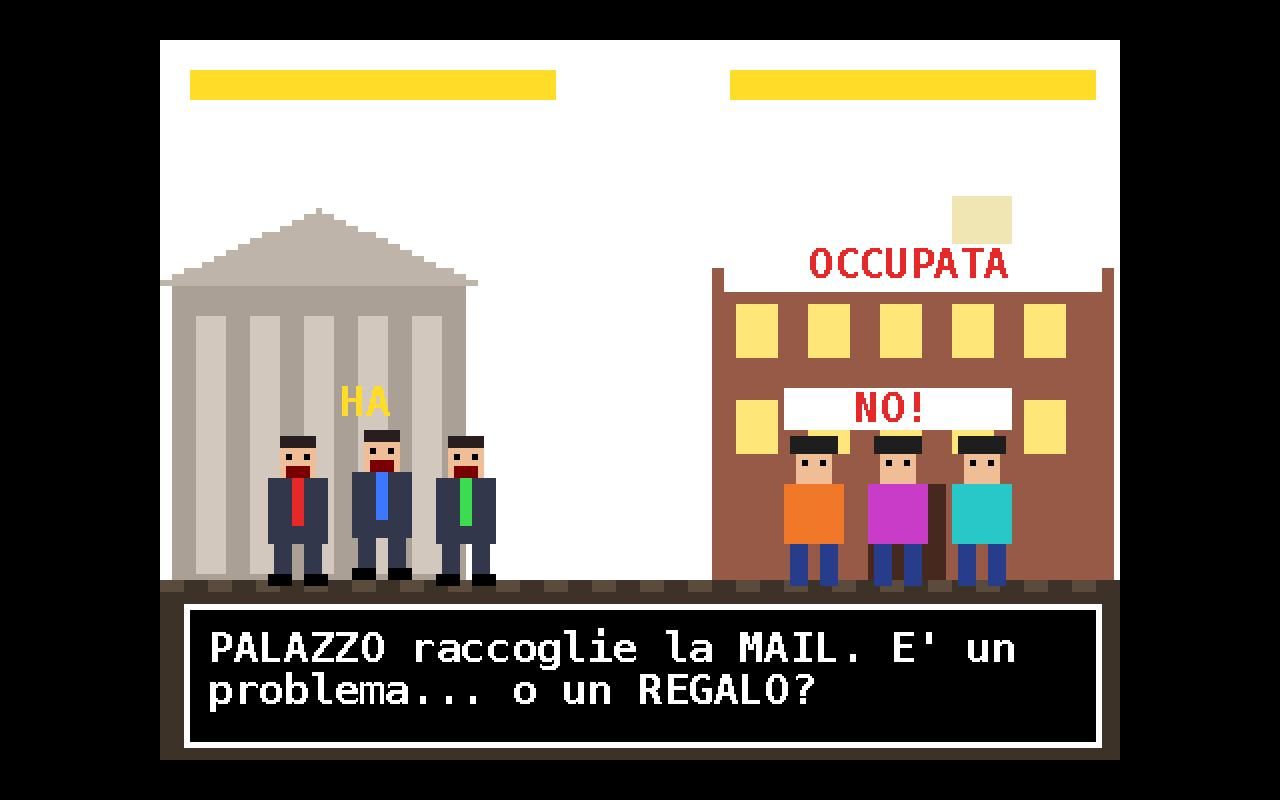 OCCUPATA
HA
NO!
PALAZZO raccoglie la MAIL. E' un
problema... o un REGALO?